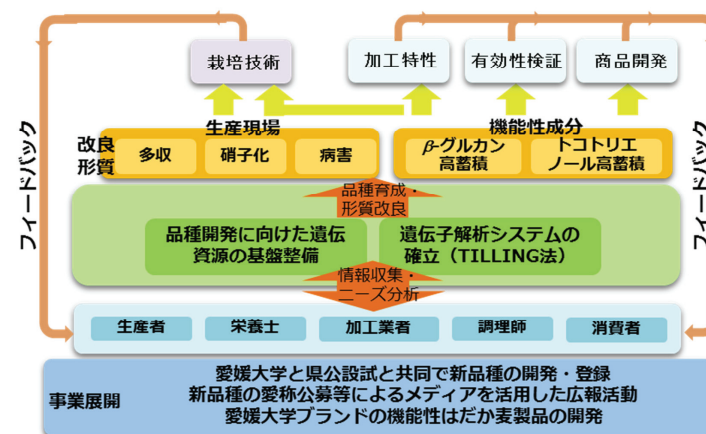 栽培技術
加工特性
有効性検証
商品開発
フィードバック
フィードバック
改良
形質
生産現場
多収
硝子化
病害
機能性成分
β-グルカン
高蓄積
トコトリエ
ノール高蓄積
品種育成・
形質改良
品種開発に向けた遺伝
資源の基盤整備
遺伝子解析システムの
確立（TILLING法）
情報収集・
ニーズ分析
生産者
栄養士
加工業者
調理師
消費者
事業展開
愛媛大学と県公設試と共同で新品種の開発・登録
新品種の愛称公募等によるメディアを活用した広報活動
愛媛大学ブランドの機能性はだか麦製品の開発